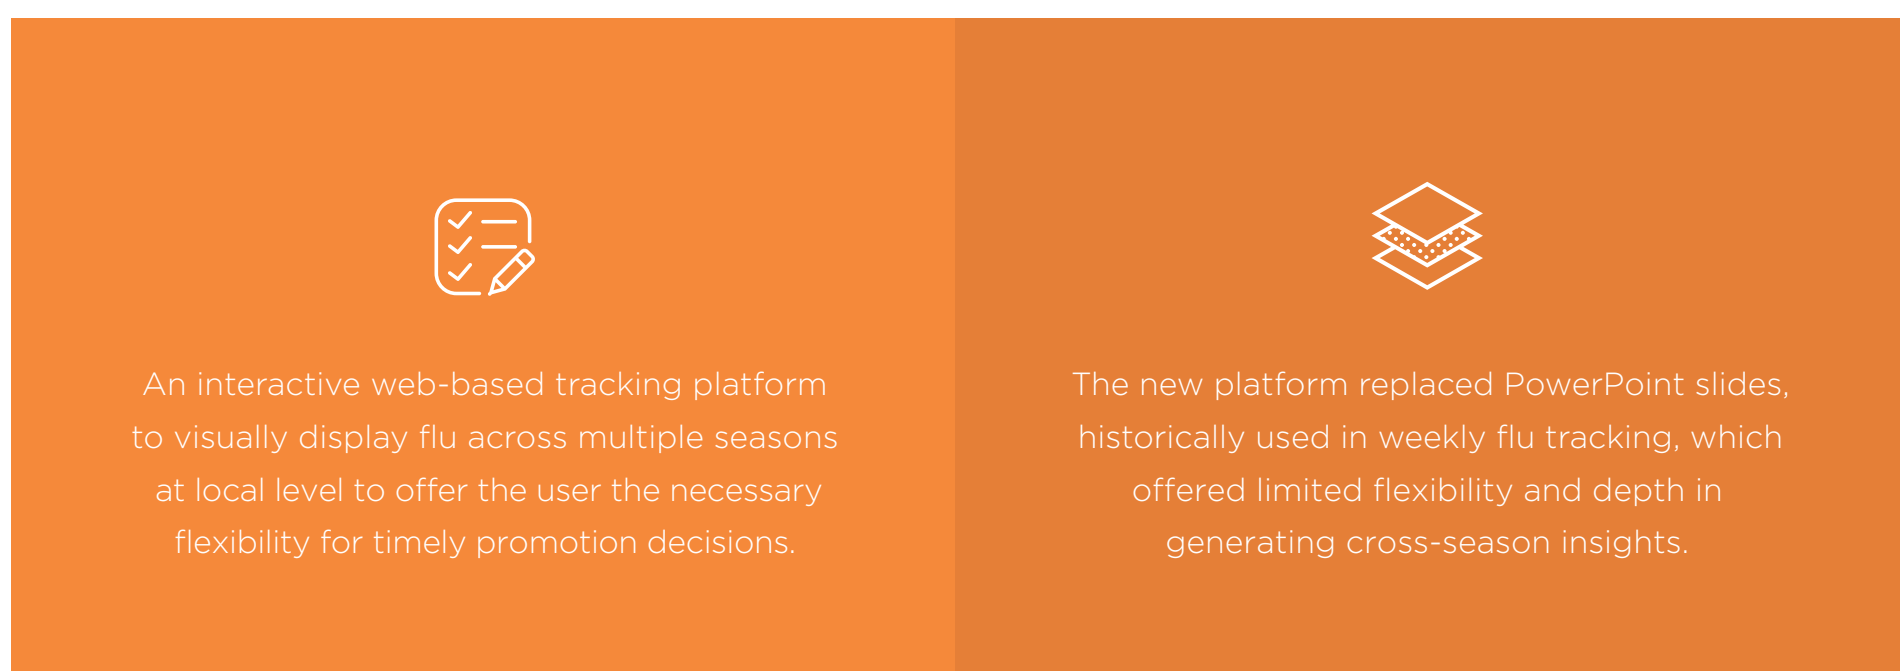 An interactive web-based tracking platform
to visually display flu across multiple seasons
at local level to offer the user the necessary
flexibility for timely promotion decisions.
The new platform replaced PowerPoint slides,
historically used in weekly flu tracking, which
offered limited flexibility and depth in
generating cross-season insights.